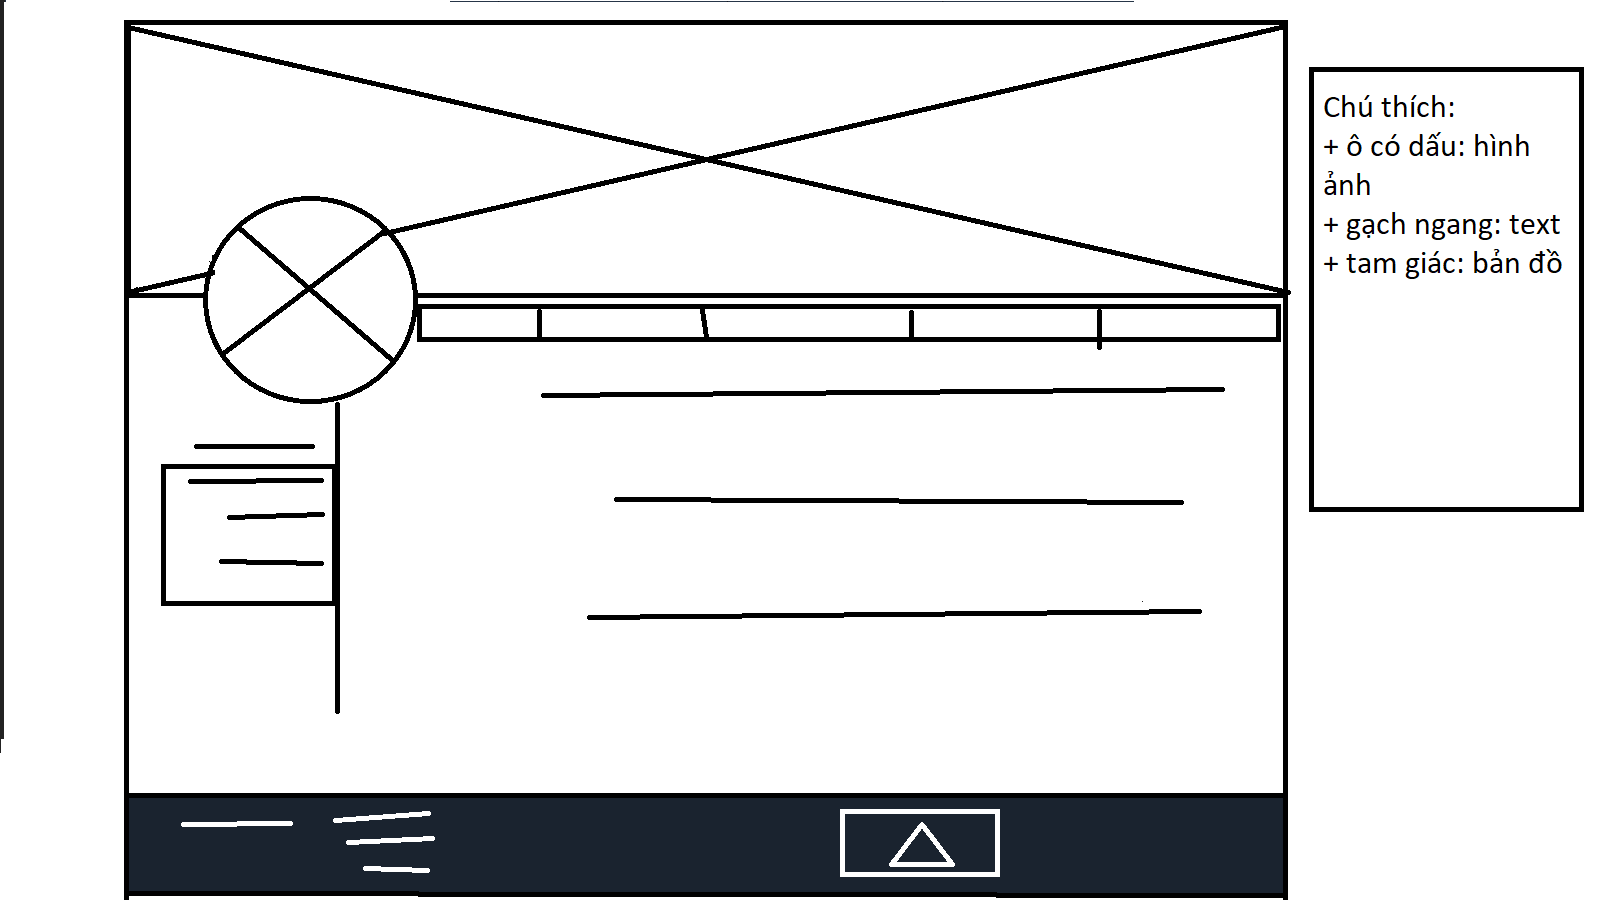 Chú thích:
+ ô có dấu: hình
ảnh
+ gạch ngang: text
+ tam giác: bản đồ